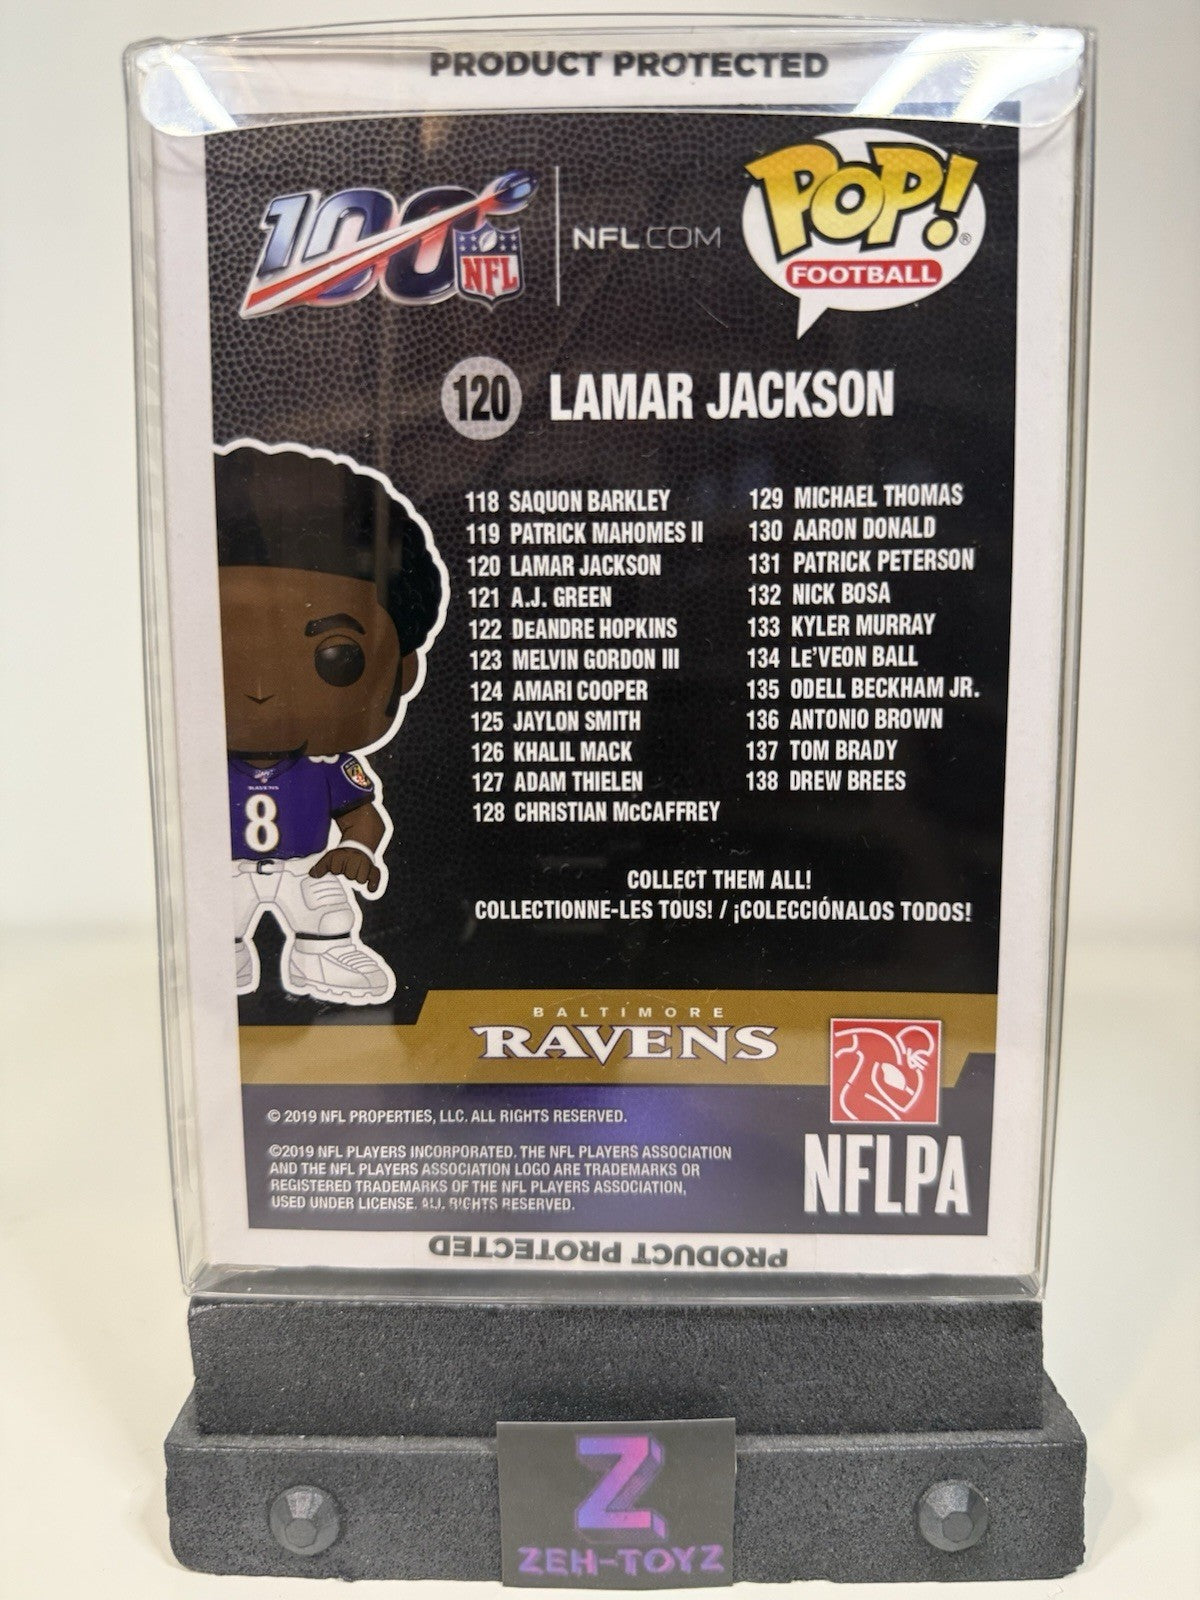 PRODUCT PROTECTED
100 NFL
NFL.COM
POP!®
FOOTBALL
120 LAMAR JACKSON
118 SAQUON BARKLEY
119 PATRICK MAHOMES II
120 LAMAR JACKSON
121 A.J. GREEN
122 DeANDRE HOPKINS
123 MELVIN GORDON III
124 AMARI COOPER
125 JAYLON SMITH
126 KHALIL MACK
127 ADAM THIELEN
128 CHRISTIAN McCAFFREY
129 MICHAEL THOMAS
130 AARON DONALD
131 PATRICK PETERSON
132 NICK BOSA
133 KYLER MURRAY
134 Le'VEON BALL
135 ODELL BECKHAM JR.
136 ANTONIO BROWN
137 TOM BRADY
138 DREW BREES
RAVENS
8
COLLECT THEM ALL!
COLLECTIONNE-LES TOUS! / ¡COLECCIÓNALOS TODOS!
BALTIMORE
RAVENS
© 2019 NFL PROPERTIES, LLC. ALL RIGHTS RESERVED.
©2019 NFL PLAYERS INCORPORATED. THE NFL PLAYERS ASSOCIATION
AND THE NFL PLAYERS ASSOCIATION LOGO ARE TRADEMARKS OR
REGISTERED TRADEMARKS OF THE NFL PLAYERS ASSOCIATION,
USED UNDER LICENSE. ALL RIGHTS RESERVED.
NFLPA
PRODUCT PROTECTED
Z
ZEH-TOYZ